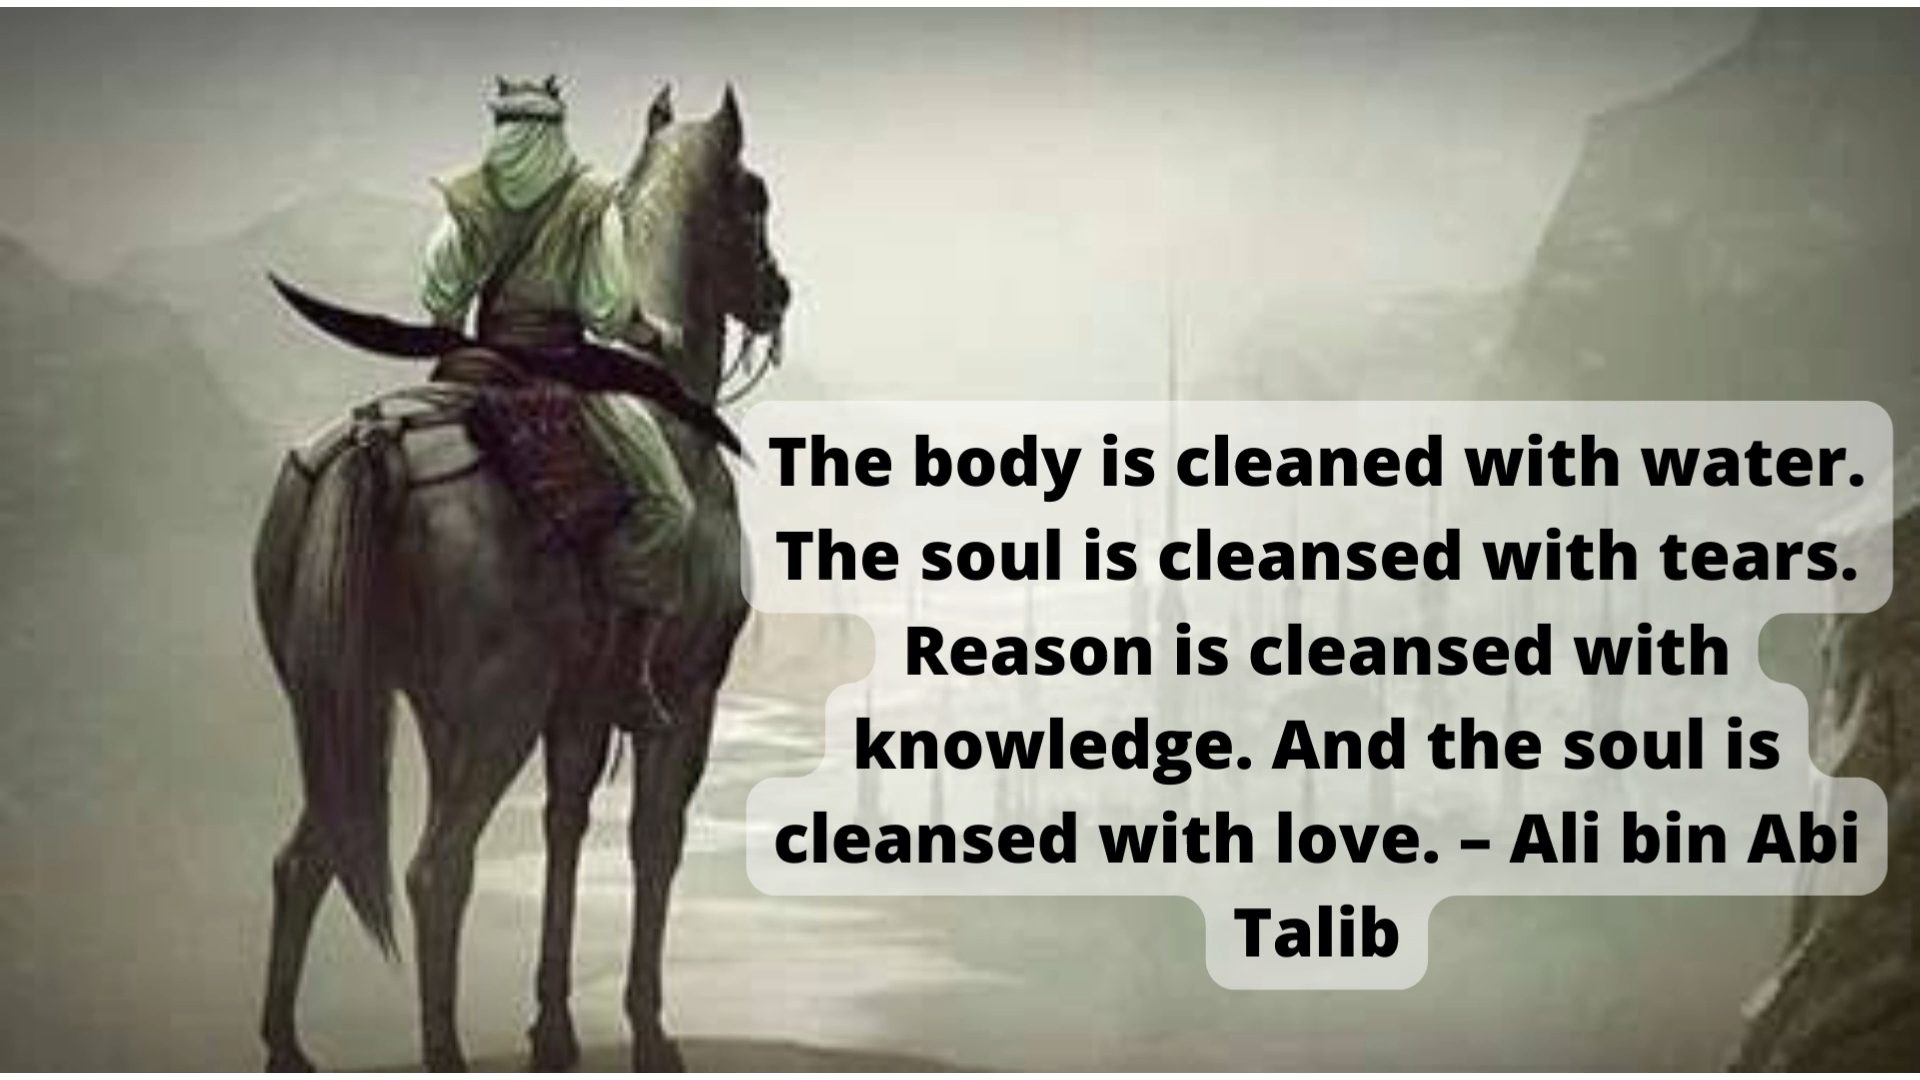 The body is cleaned with water.
The soul is cleansed with tears.
Reason is cleansed with
knowledge. And the soul is
cleansed with love. – Ali bin Abi
Talib